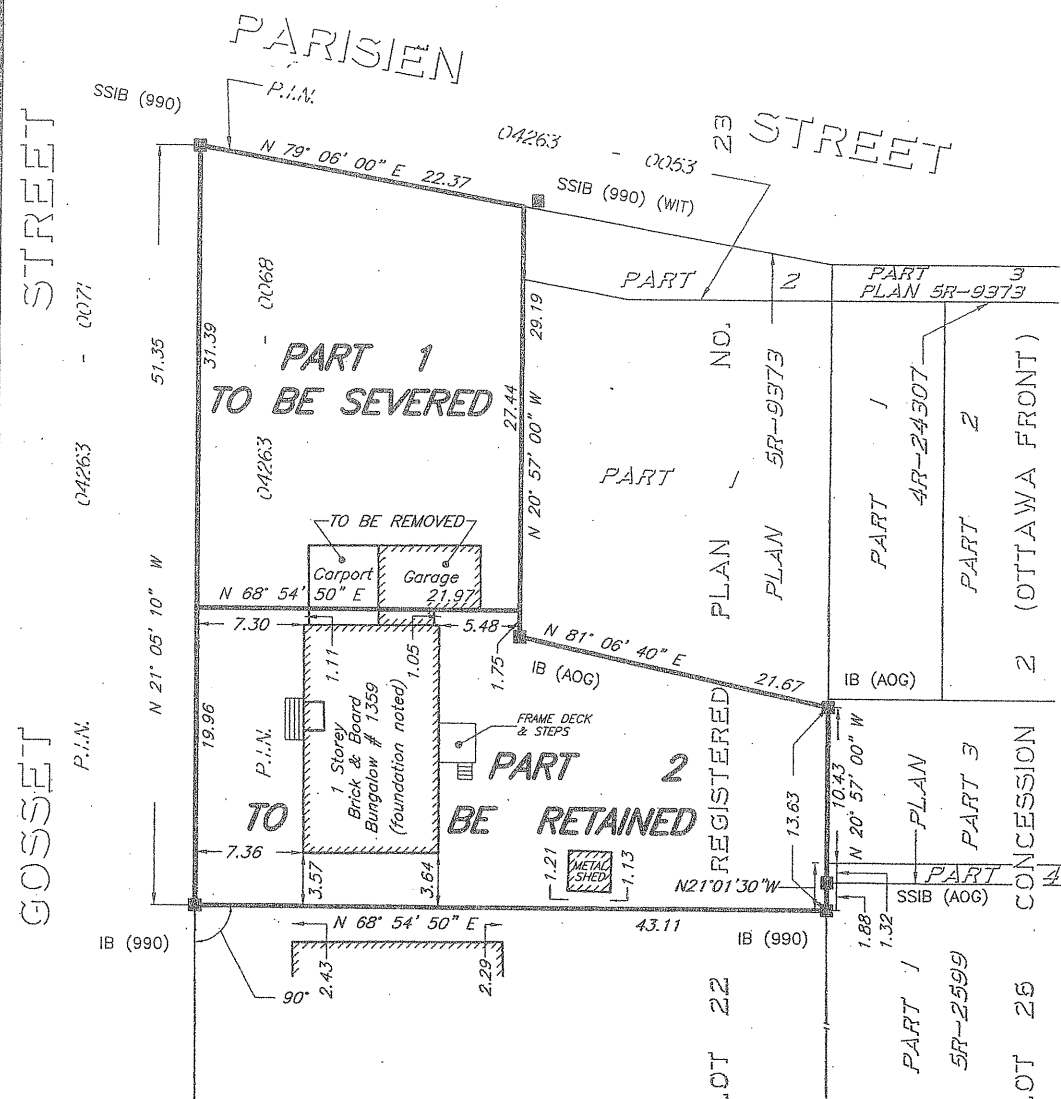 PARISIEN
STREET
SSIB (990)
P.I.N.
04263 - 0053
23
N 79° 06' 00" E 22.37
SSIB (990) (WIT)
GOSSET
STREET
P.I.N.
04263 - 0071
51.35
N 21° 05' 10" W
31.39
04263 - 0068
PART 1
TO BE SEVERED
29.19
27.44
N 20° 57' 00" W
PART 2
PART 3
PLAN 5R-9373
PART 1
PLAN 5R-9373
REGISTERED PLAN NO.
PART 1
4R-24307
PART 2
CONCESSION 2 (OTTAWA FRONT)
TO BE REMOVED
Carport
Garage
N 68° 54' 50" E 21.97
7.30
1.11
1.05
5.48
1.75
N 81° 06' 40" E 21.67
IB (AOG)
IB (AOG)
19.96
P.I.N.
1 Storey
Brick & Board
Bungalow # 1359
(foundation noted)
FRAME DECK
& STEPS
PART 2
TO BE RETAINED
13.63
10.43
N 20° 57' 00" W
PLAN
PART 3
7.36
3.57
3.64
1.21
METAL
SHED
1.13
N21°01'30"W
PART 4
SSIB (AOG)
IB (990)
N 68° 54' 50" E 43.11
IB (990)
1.88
1.32
2.43
2.29
90°
22
PART 1
5R-2599
25